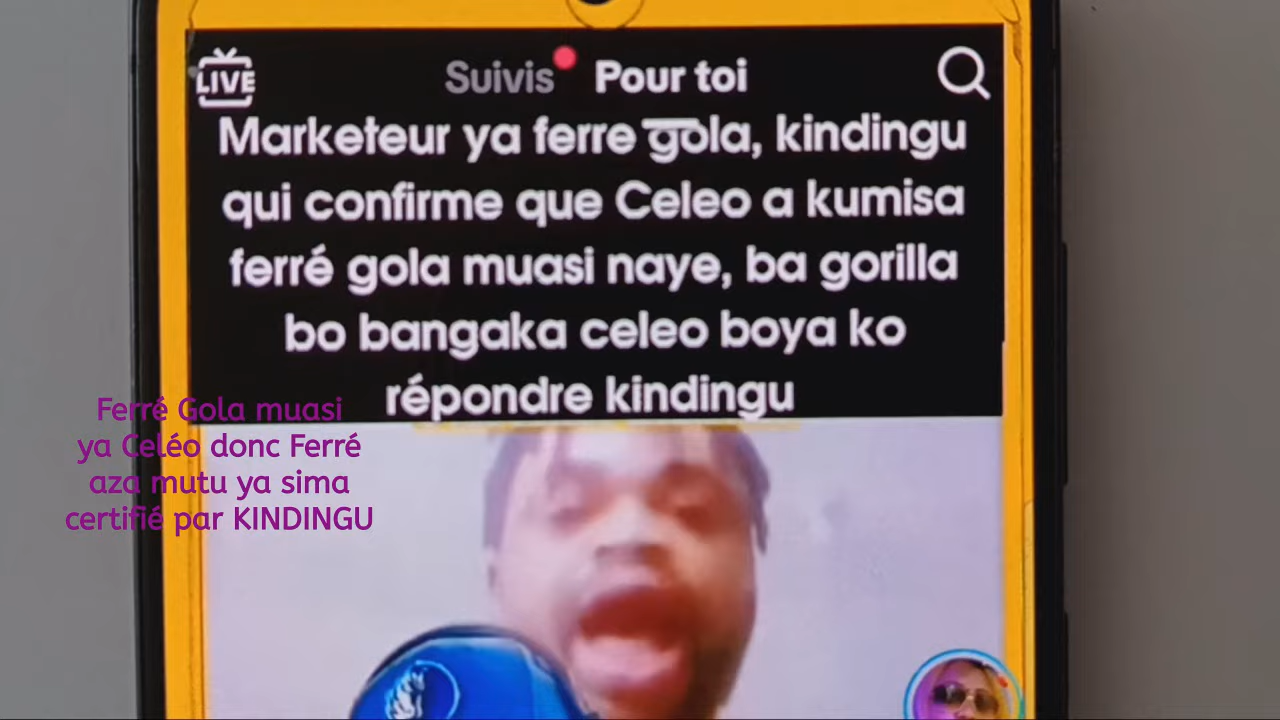 LIVE
Suivis Pour toi
Marketeur ya ferre gola, kindingu
qui confirme que Celeo a kumisa
ferré gola muasi naye, ba gorilla
bo bangaka celeo boya ko
répondre kindingu
Ferré Gola muasi
ya Celéo donc Ferré
aza mutu ya sima
certifié par KINDINGU